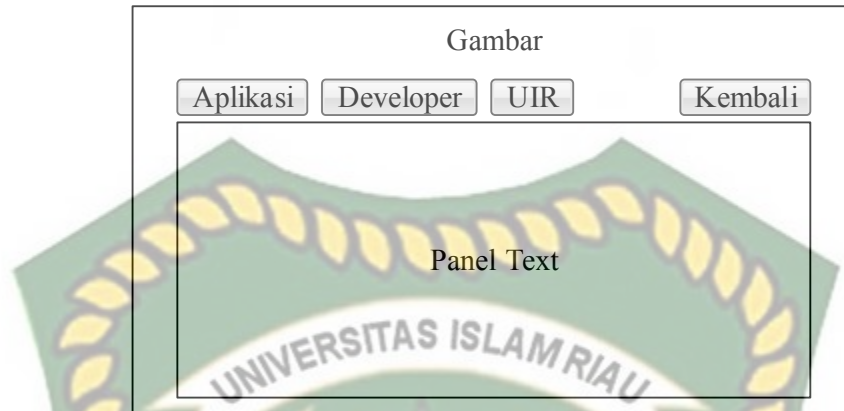 Gambar
Aplikasi Developer UIR Kembali
Panel Text
UNIVERSITAS ISLAM RIAU